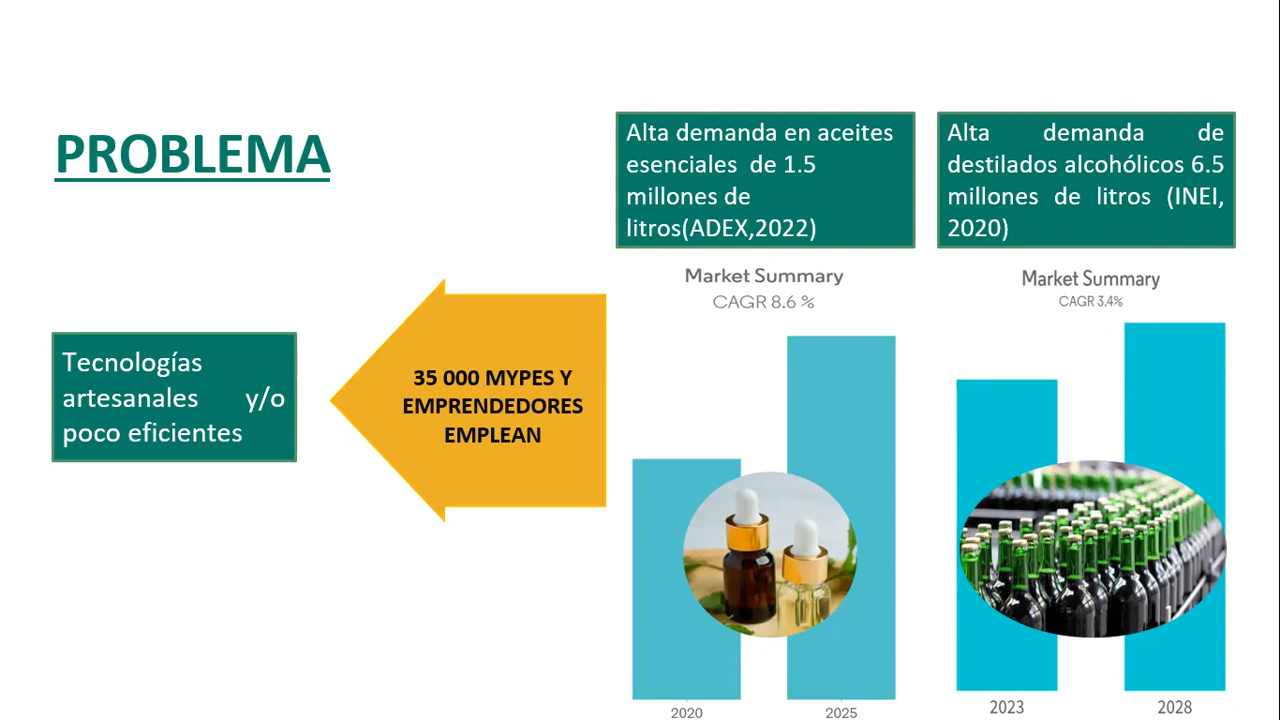 PROBLEMA
Alta demanda en aceites
esenciales de 1.5
millones de
litros(ADEX,2022)
Alta demanda de
destilados alcohólicos 6.5
millones de litros (INEI,
2020)
Market Summary
CAGR 8.6 %
Market Summary
CAGR 3.4%
Tecnologías
artesanales y/o
poco eficientes
35 000 MYPES Y
EMPRENDEDORES
EMPLEAN
2020
2025
2023
2028